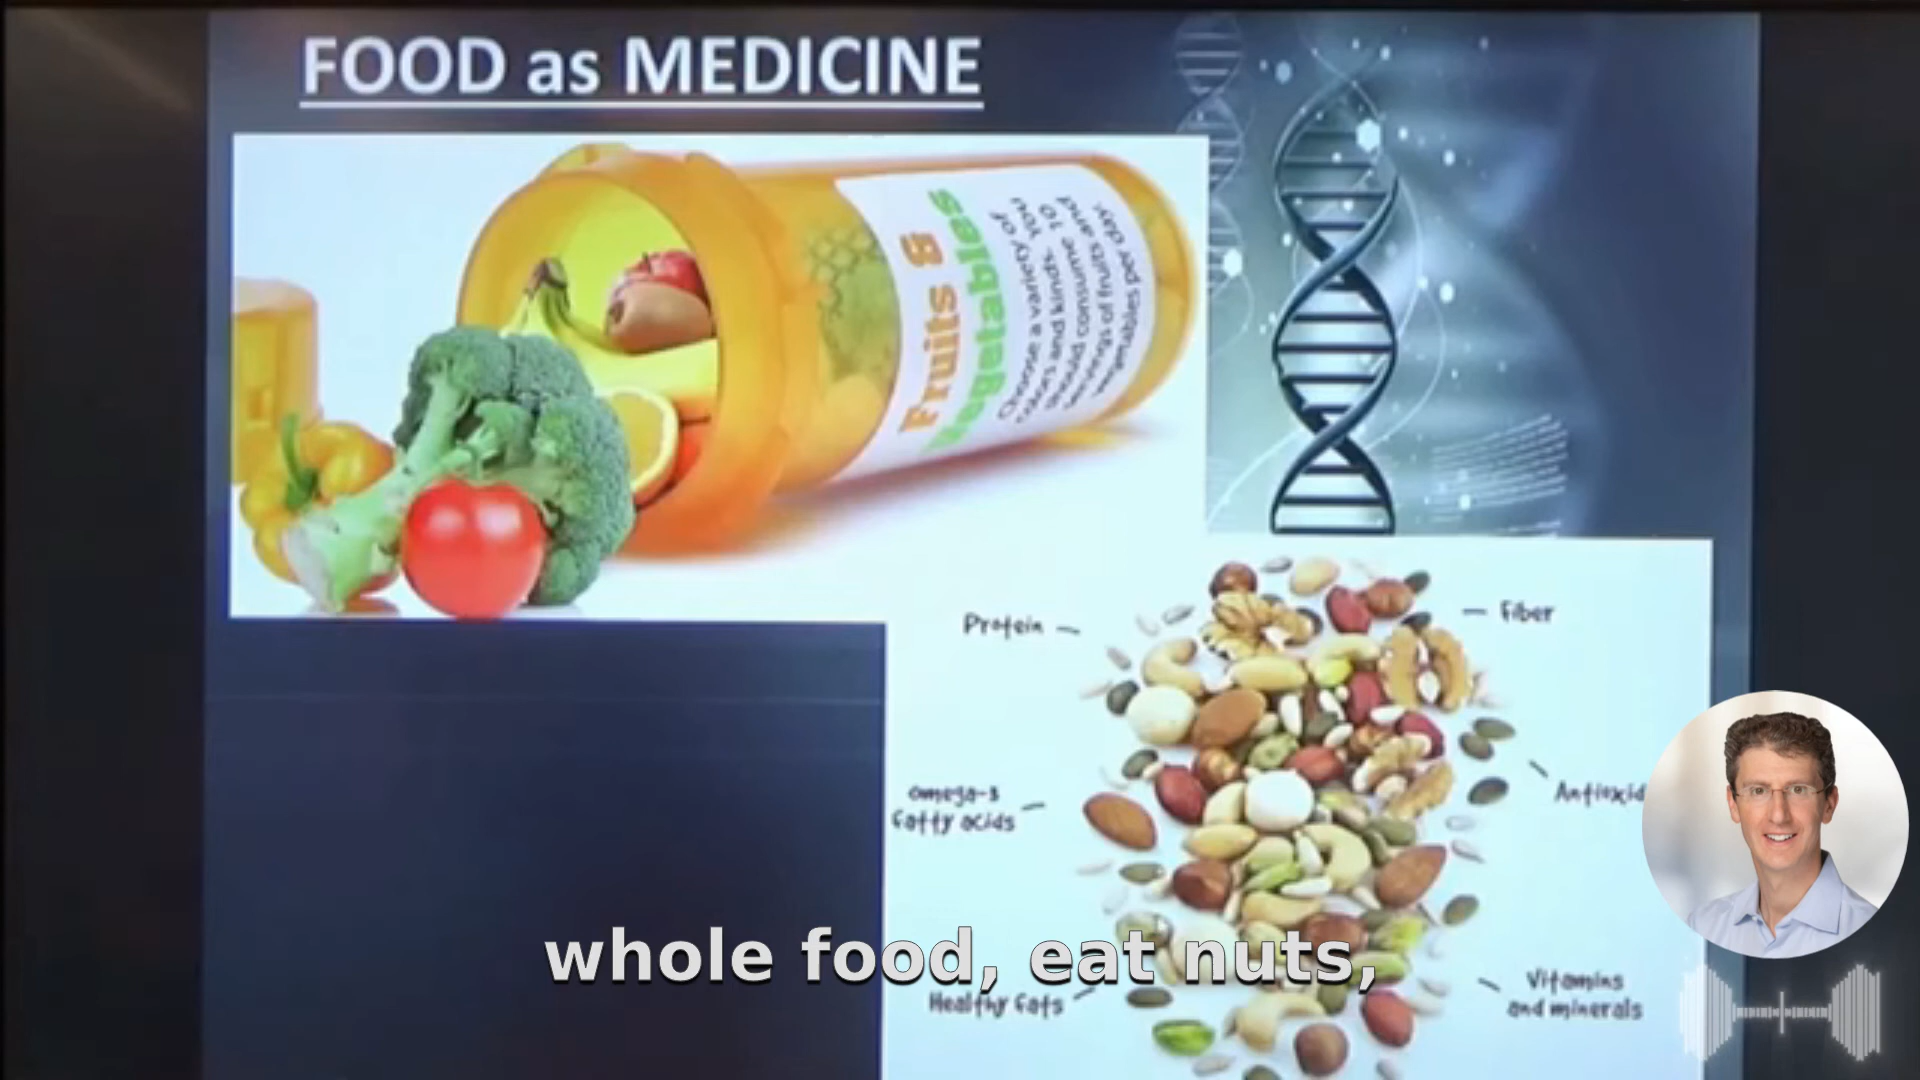 FOOD as MEDICINE
Fruits &
Vegetables
Choose a variety of
colors and kinds. You
should consume 10
servings of fruits and
vegetables per day.
Protein
Fiber
omega-3
fatty acids
Antioxid
whole food, eat nuts,
Healthy fats
Vitamins
and minerals